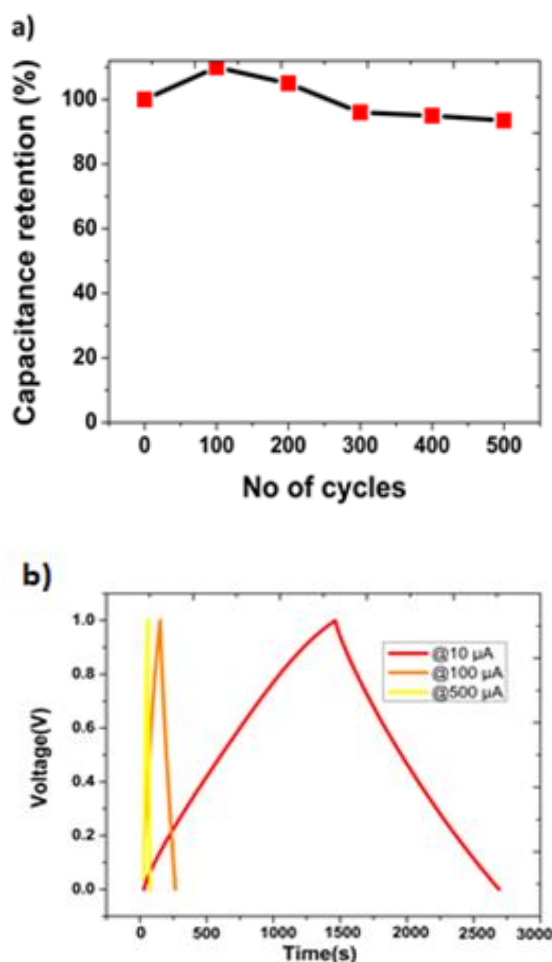 a)
Capacitance retention (%)
100
80
60
40
20
0
0 100 200 300 400 500
No of cycles
b)
Voltage(V)
1.0
0.8
0.6
0.4
0.2
0.0
@10 µA
@100 µA
@500 µA
0 500 1000 1500 2000 2500 3000
Time(s)